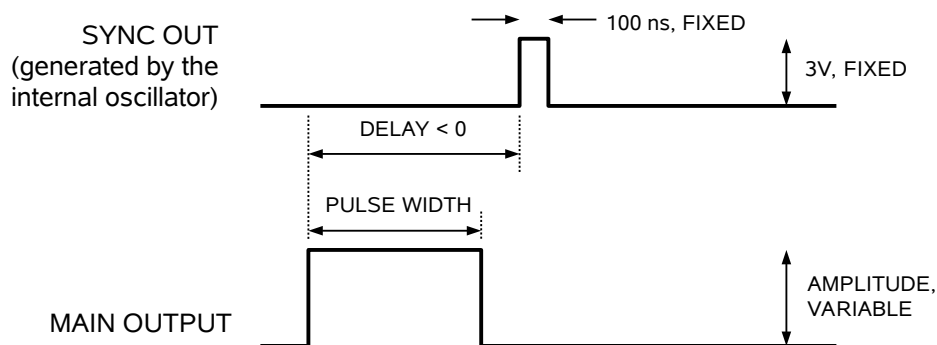 SYNC OUT
(generated by the
internal oscillator)
100 ns, FIXED
3V, FIXED
DELAY < 0
PULSE WIDTH
MAIN OUTPUT
AMPLITUDE,
VARIABLE